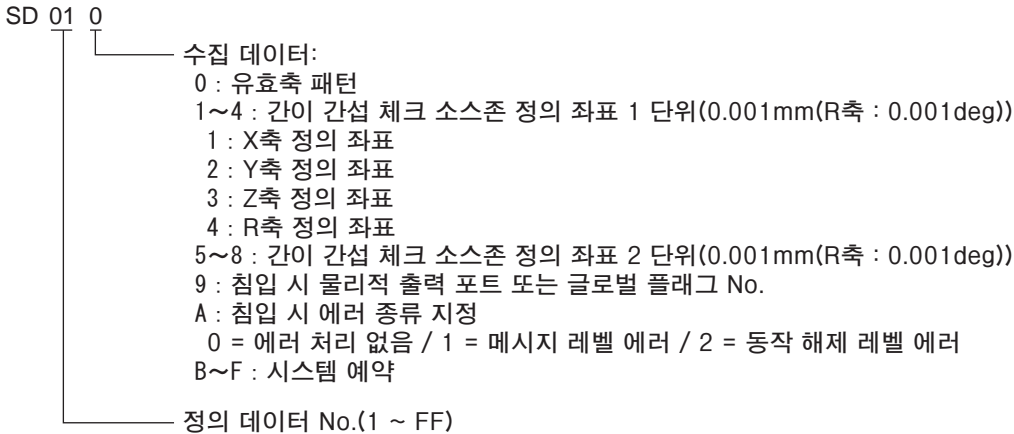 SD 01 0
수집 데이터:
0 : 유효축 패턴
1~4 : 간이 간섭 체크 소스존 정의 좌표 1 단위(0.001mm(R축 : 0.001deg))
1 : X축 정의 좌표
2 : Y축 정의 좌표
3 : Z축 정의 좌표
4 : R축 정의 좌표
5~8 : 간이 간섭 체크 소스존 정의 좌표 2 단위(0.001mm(R축 : 0.001deg))
9 : 침입 시 물리적 출력 포트 또는 글로벌 플래그 No.
A : 침입 시 에러 종류 지정
0 = 에러 처리 없음 / 1 = 메시지 레벨 에러 / 2 = 동작 해제 레벨 에러
B~F : 시스템 예약
정의 데이터 No.(1 ~ FF)